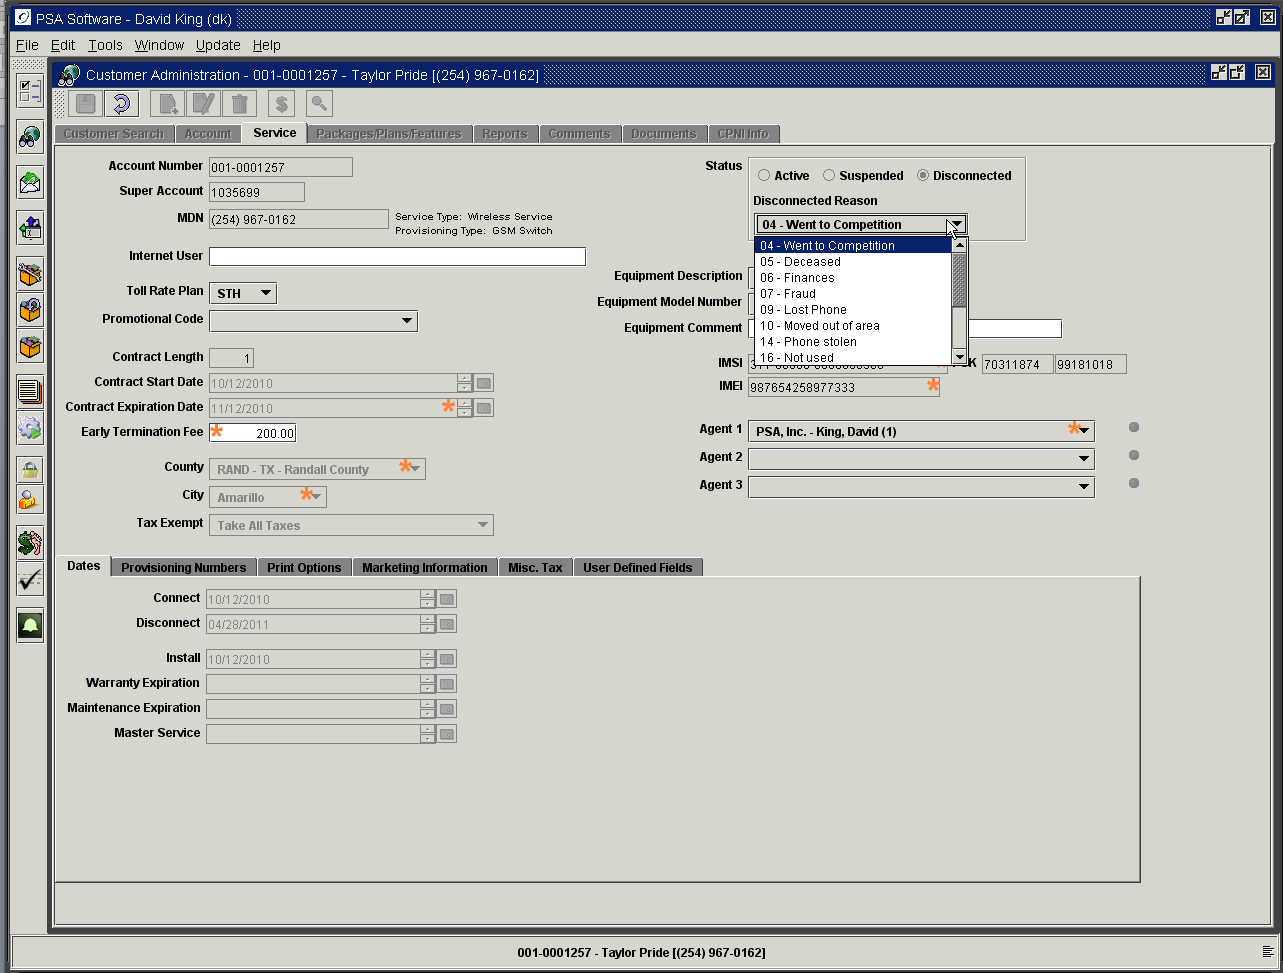 PSA Software - David King (dk)
File Edit Tools Window Update Help
Customer Administration - 001-0001257 - Taylor Pride [(254) 967-0162]
Customer Search Account Service Packages/Plans/Features Reports Comments Documents CPNI Info
Account Number 001-0001257
Super Account 1035699
MDN (254) 967-0162
Service Type: Wireless Service
Provisioning Type: GSM Switch
Internet User
Toll Rate Plan STH
Promotional Code
Contract Length 1
Contract Start Date 10/12/2010
Contract Expiration Date 11/12/2010
Early Termination Fee 200.00
County RAND - TX - Randall County
City Amarillo
Tax Exempt Take All Taxes
Status
Active Suspended Disconnected
Disconnected Reason
04 - Went to Competition
04 - Went to Competition
05 - Deceased
06 - Finances
07 - Fraud
09 - Lost Phone
10 - Moved out of area
14 - Phone stolen
16 - Not used
Equipment Description
Equipment Model Number
Equipment Comment
IMSI 70311874 99181018
IMEI 987654258977333
Agent 1 PSA, Inc. - King, David (1)
Agent 2
Agent 3
Dates Provisioning Numbers Print Options Marketing Information Misc. Tax User Defined Fields
Connect 10/12/2010
Disconnect 04/28/2011
Install 10/12/2010
Warranty Expiration
Maintenance Expiration
Master Service
001-0001257 - Taylor Pride [(254) 967-0162]